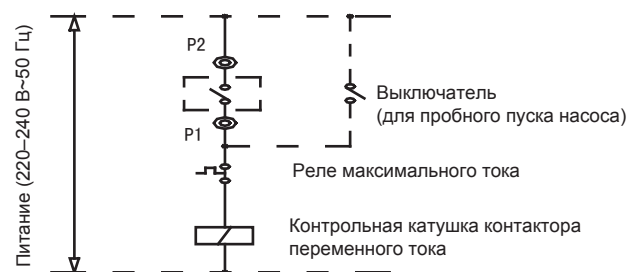 Питание (220–240 В~50 Гц)
P2
P1
Выключатель
(для пробного пуска насоса)
Реле максимального тока
Контрольная катушка контактора
переменного тока